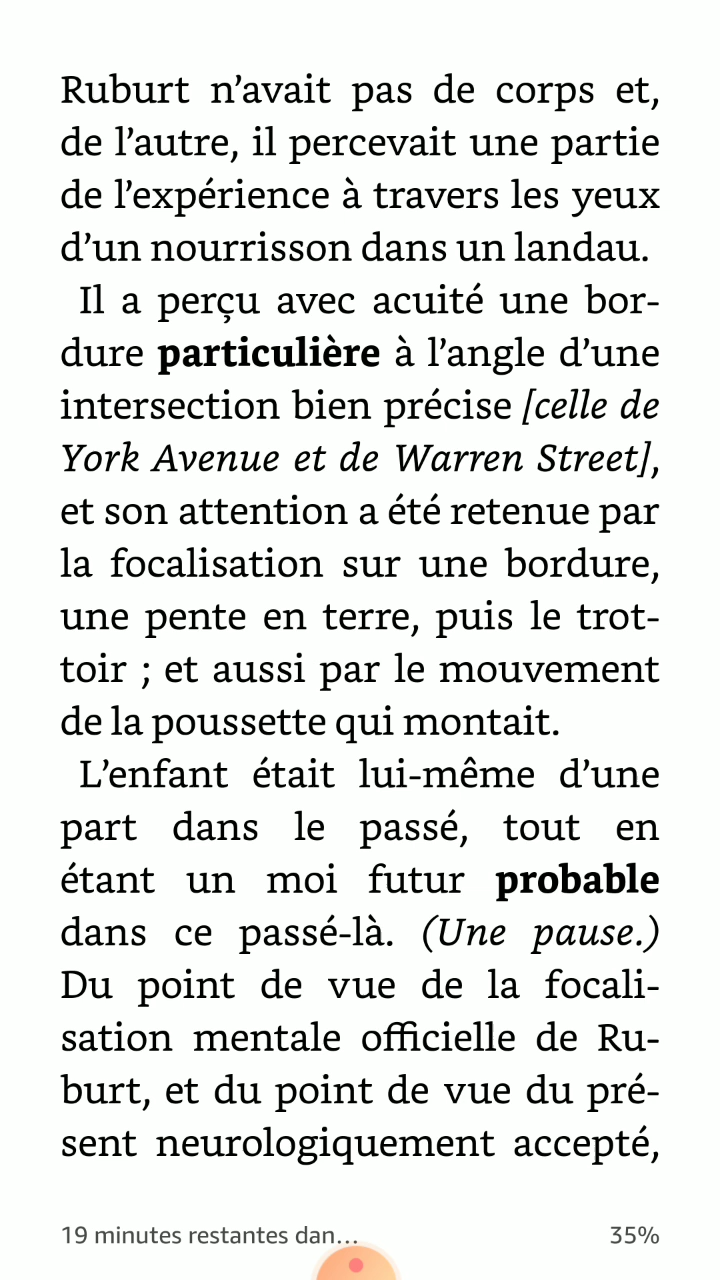 Ruburt n’avait pas de corps et,
de l’autre, il percevait une partie
de l’expérience à travers les yeux
d’un nourrisson dans un landau.
Il a perçu avec acuité une bor-
dure particulière à l’angle d’une
intersection bien précise [celle de
York Avenue et de Warren Street],
et son attention a été retenue par
la focalisation sur une bordure,
une pente en terre, puis le trot-
toir ; et aussi par le mouvement
de la poussette qui montait.
L’enfant était lui-même d’une
part dans le passé, tout en
étant un moi futur probable
dans ce passé-là. (Une pause.)
Du point de vue de la focali-
sation mentale officielle de Ru-
burt, et du point de vue du pré-
sent neurologiquement accepté,
19 minutes restantes dan… 35%